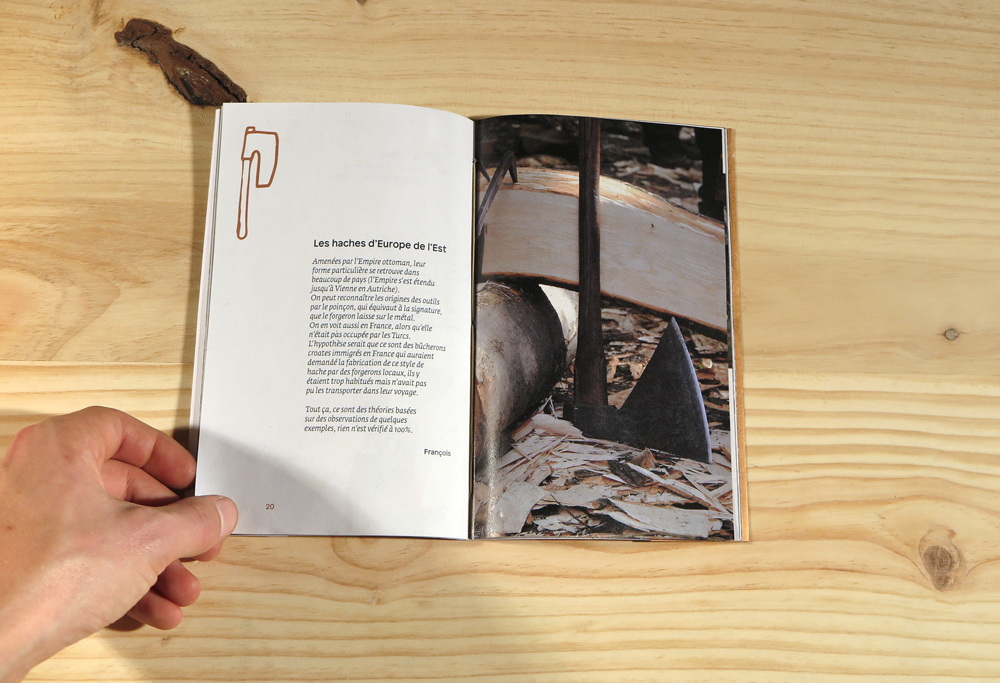 Les haches d'Europe de l'Est
Amenées par l'Empire ottoman, leur
forme particulière se retrouve dans
beaucoup de pays (l'Empire s'est étendu
jusqu'à Vienne en Autriche).
On peut reconnaître les origines des outils
par le poinçon, qui équivaut à la signature,
que le forgeron laisse sur le métal.
On en voit aussi en France, alors qu'elle
n'était pas occupée par les Turcs.
L'hypothèse serait que ce sont des bûcherons
croates immigrés en France qui auraient
demandé la fabrication de ce style de
hache par des forgerons locaux, ils y
étaient trop habitués mais n'avait pas
pu les transporter dans leur voyage.
Tout ça, ce sont des théories basées
sur des observations de quelques
exemples, rien n'est vérifié à 100%.
François
20